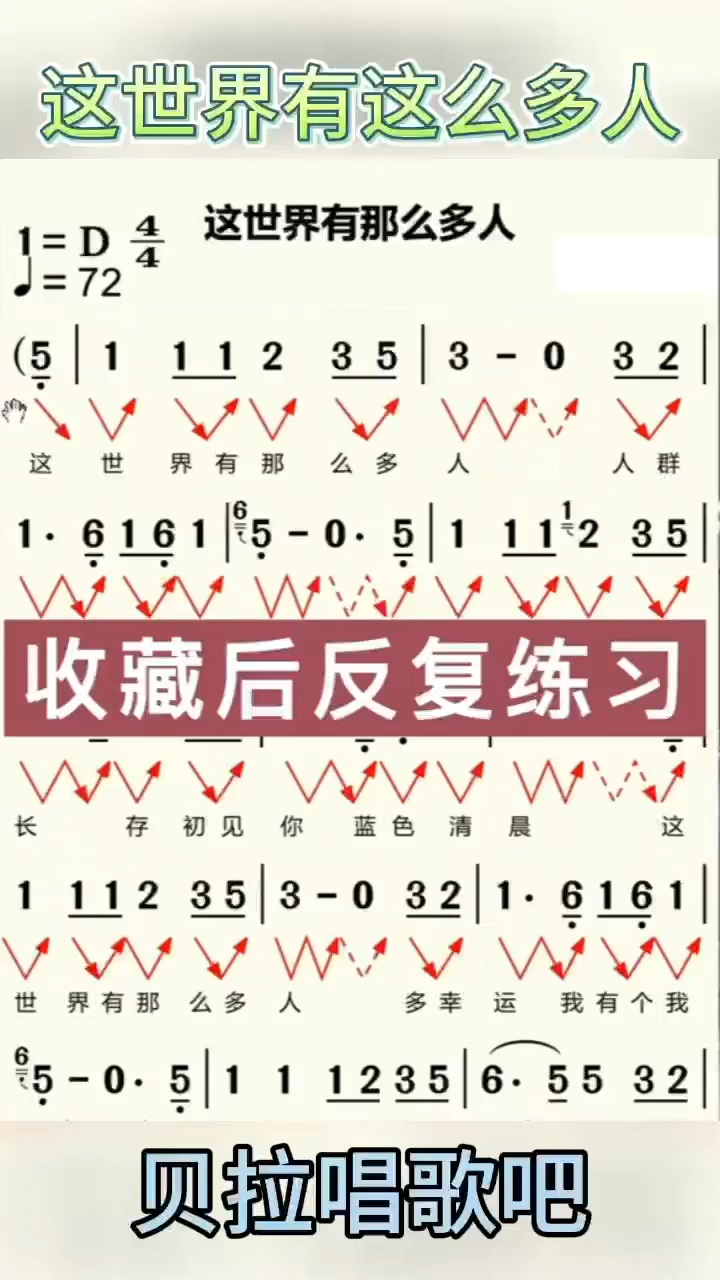 这世界有这么多人
这世界有那么多人
1=D 4/4
♩=72
(5 | 1 1 1 2 3 5 | 3 - 0 3 2 |
这 世 界 有 那 么 多 人 人 群
1· 6 1 6 1 | 6 5 - 0· 5 | 1 1 1 1 2 3 5 |
收藏后反复练习
长 存 初 见 你 蓝 色 清 晨 这
1 1 1 2 3 5 | 3 - 0 3 2 | 1· 6 1 6 1 |
世 界 有 那 么 多 人 多 幸 运 我 有 个 我
6 5 - 0· 5 | 1 1 1 2 3 5 | 6· 5 5 3 2 |
贝拉唱歌吧